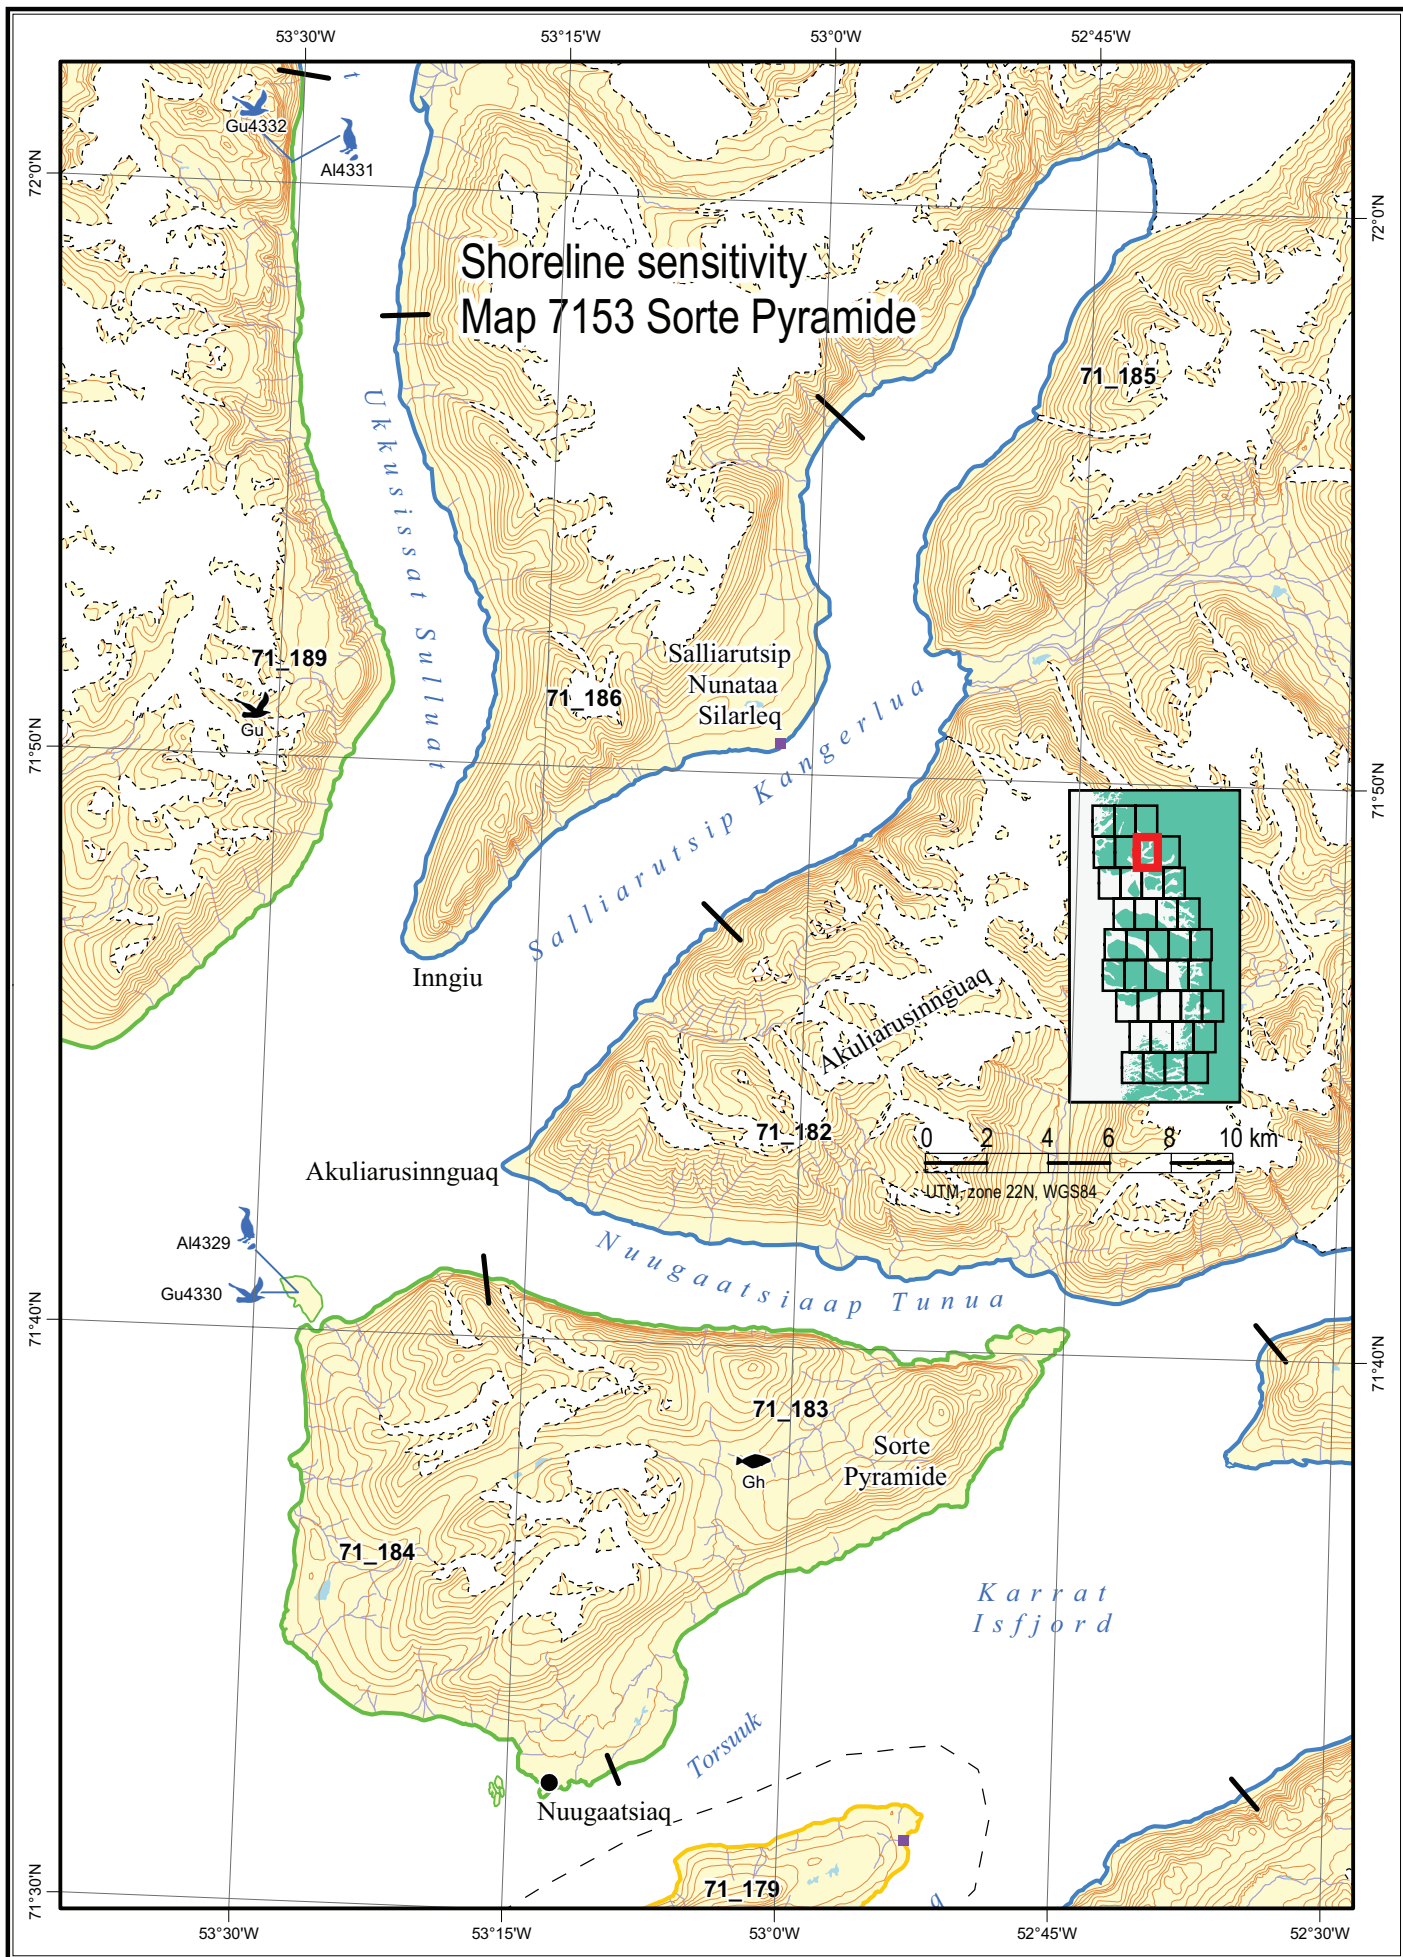 53°30'W
53°15'W
53°0'W
52°45'W
t
Gu4332
Al4331
72°0'N
72°0'N
Shoreline sensitivity
Map 7153 Sorte Pyramide
71_185
Ukkusissat Sulluat
71_189
Gu
71_186
Salliarutsip
Nunataa
Silarleq
71°50'N
71°50'N
Salliarutsip Kangerlua
Inngiu
Akuliarusinnguaq
71_182
0 2 4 6 8 10 km
UTM, zone 22N, WGS84
Akuliarusinnguaq
Al4329
Gu4330
Nuugaatsiaap Tunua
71°40'N
71°40'N
71_183
Sorte
Pyramide
Gh
71_184
Karrat
Isfjord
Torsuuk
Nuugaatsiaq
71_179
q
71°30'N
53°30'W
53°15'W
53°0'W
52°45'W
52°30'W